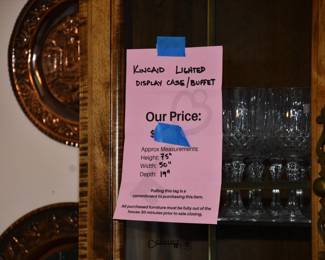 KINCAID LIGHTED
DISPLAY CASE/BUFFET
Our Price:
$
Approx Measurements
Height: 75"
Width: 50"
Depth: 19"
Pulling this tag is a
commitment to purchasing this item.
All purchased furniture must be fully out of the
house 30 minutes prior to sale closing.